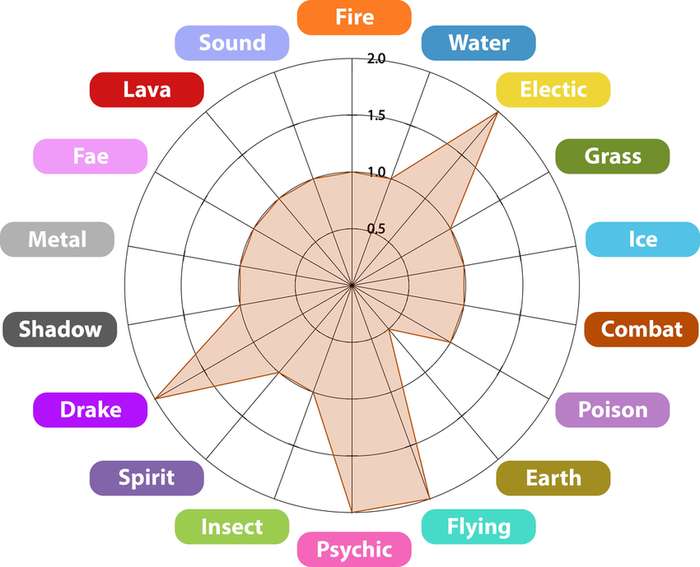 Fire
Sound
Water
2.0
Lava
Electic
1.5
Fae
Grass
1.0
Metal
0.5
Ice
Shadow
Combat
Drake
Poison
Spirit
Earth
Insect
Flying
Psychic